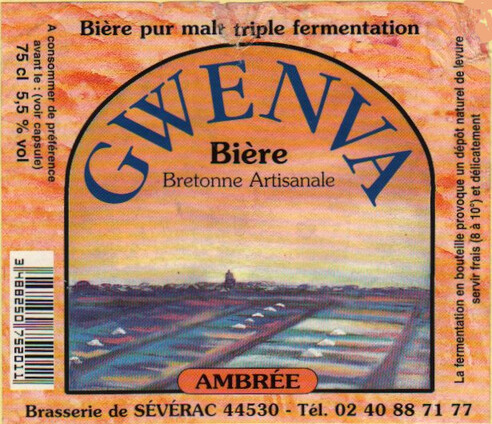 Bière pur malt triple fermentation
A consommer de préférence
avant le : (voir capsule)
75 cl 5,5 % vol
GWENVA
Bière
Bretonne Artisanale
La fermentation en bouteille provoque un dépôt naturel de levure
servir frais (8 à 10°) et délicatement
3 488250 752011
AMBRÉE
Brasserie de SÉVÉRAC 44530 - Tél. 02 40 88 71 77